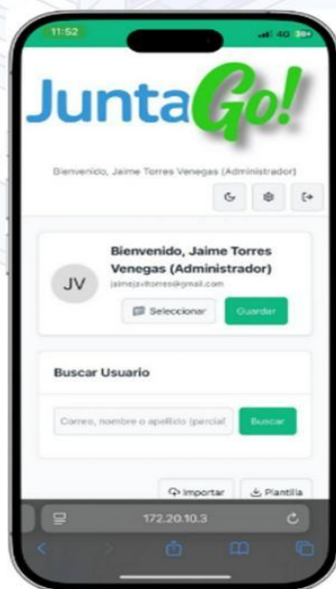 11:52
4G
JuntaGo!
Bienvenido, Jaime Torres Venegas (Administrador)
Bienvenido, Jaime Torres
Venegas (Administrador)
JV
jaimejavitorres@gmail.com
Seleccionar
Guardar
Buscar Usuario
Correo, nombre o apellido (parcial)
Buscar
Importar
Plantilla
172.20.10.3